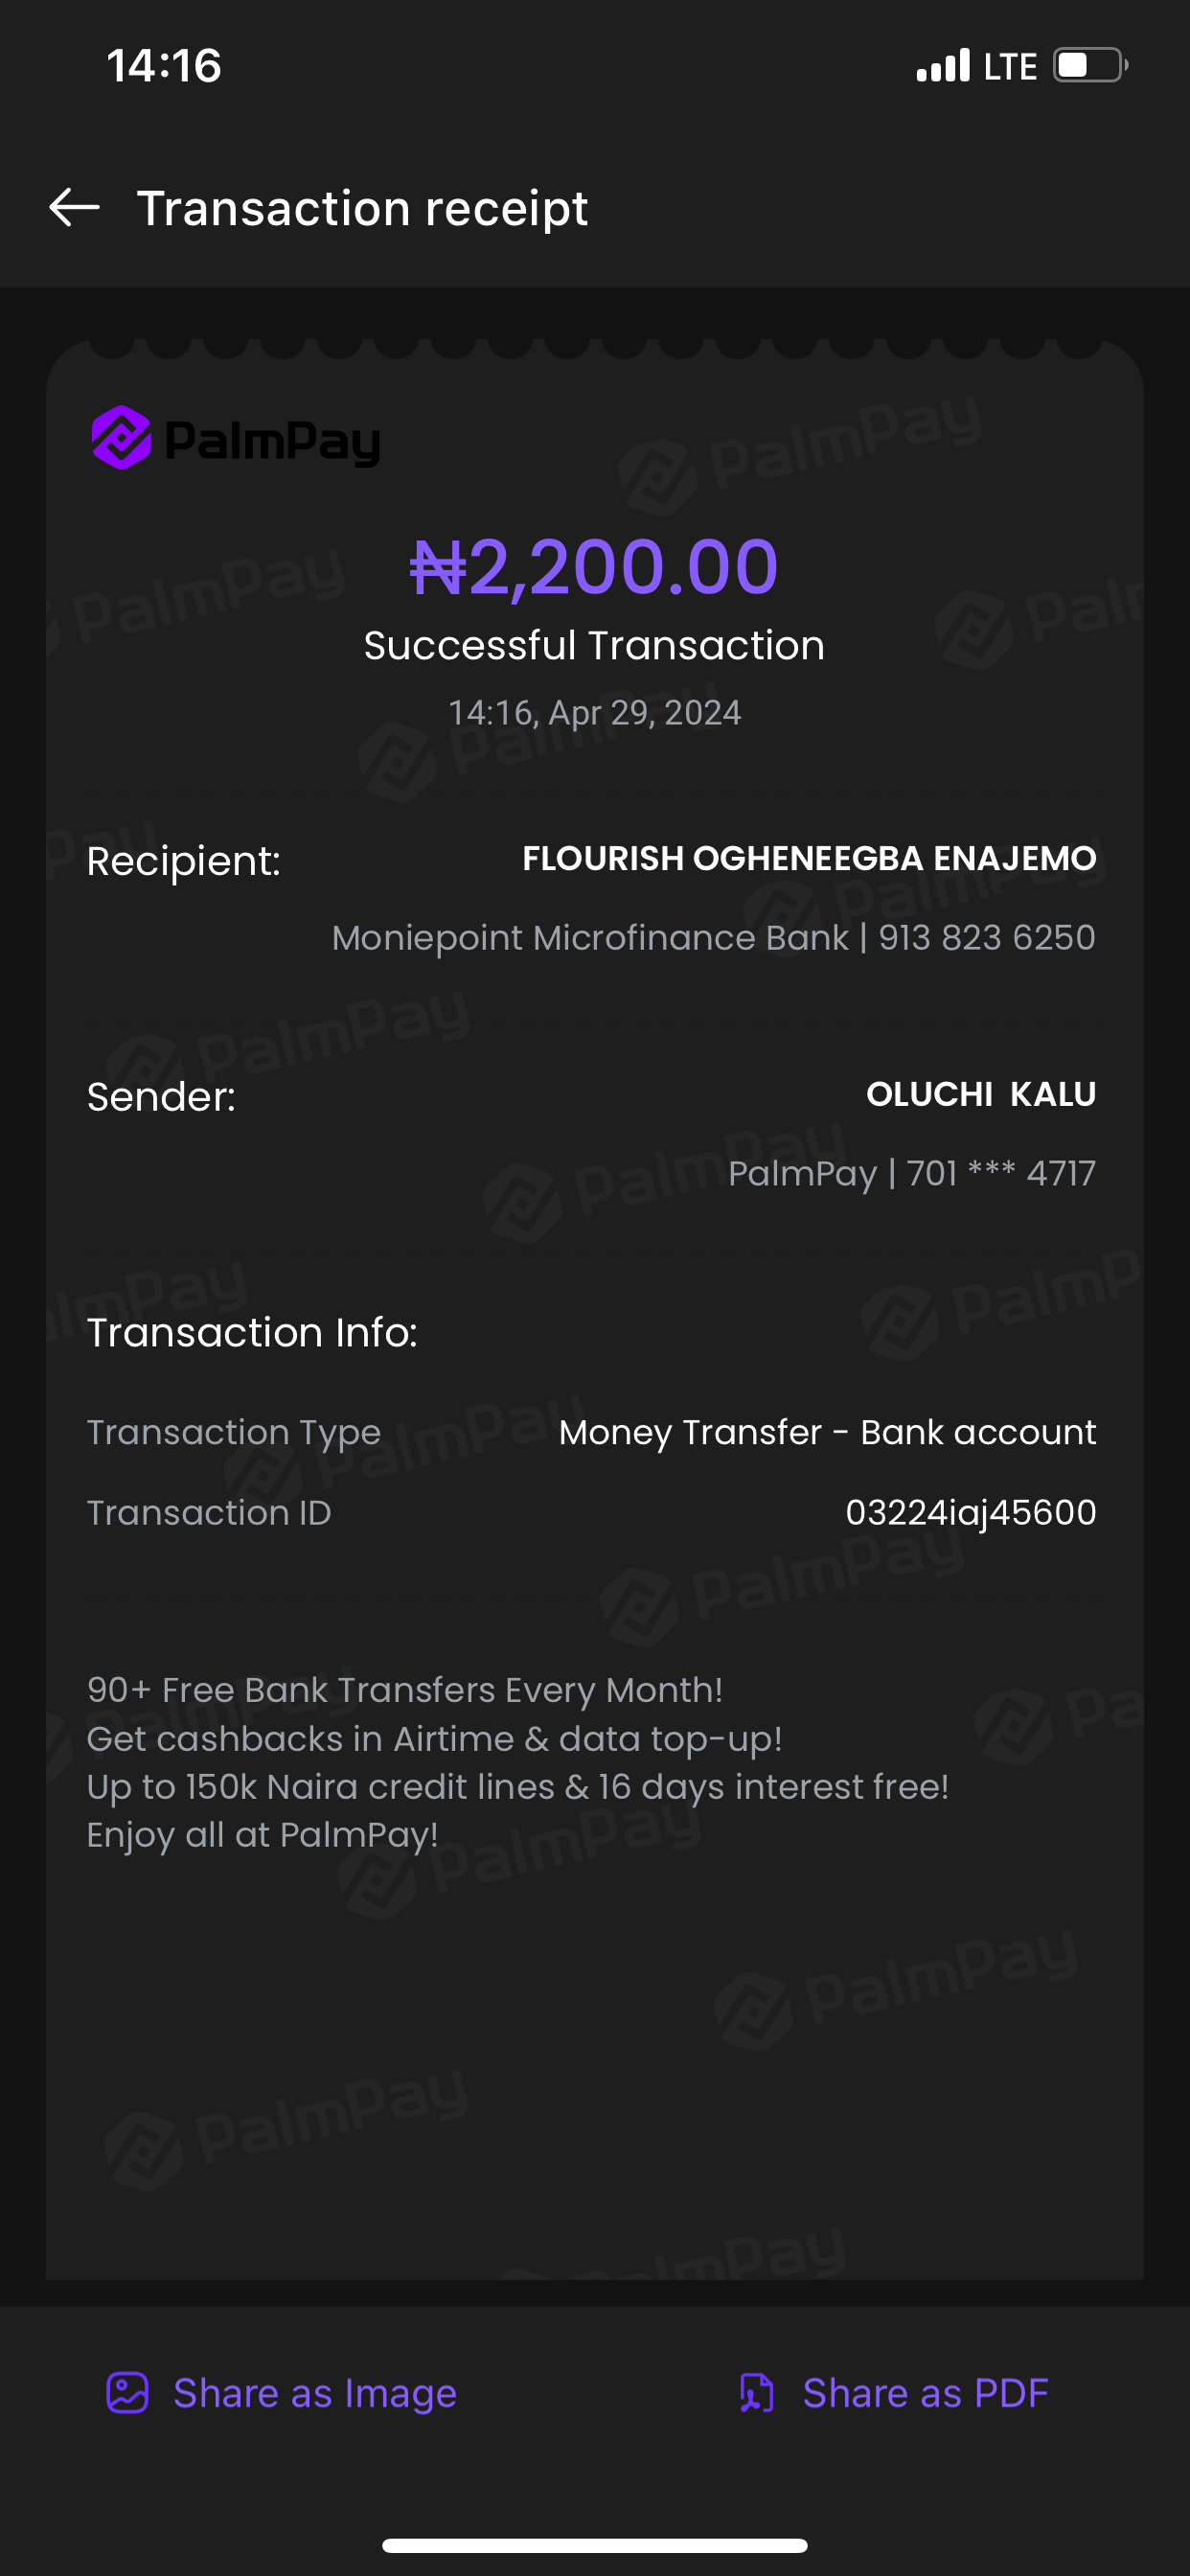 14:16 LTE
Transaction receipt
PalmPay
₦2,200.00
Successful Transaction
14:16, Apr 29, 2024
Recipient: FLOURISH OGHENEEGBA ENAJEMO
Moniepoint Microfinance Bank | 913 823 6250
Sender: OLUCHI KALU
PalmPay | 701 *** 4717
Transaction Info:
Transaction Type Money Transfer - Bank account
Transaction ID 03224iaj45600
90+ Free Bank Transfers Every Month!
Get cashbacks in Airtime & data top-up!
Up to 150k Naira credit lines & 16 days interest free!
Enjoy all at PalmPay!
Share as Image Share as PDF